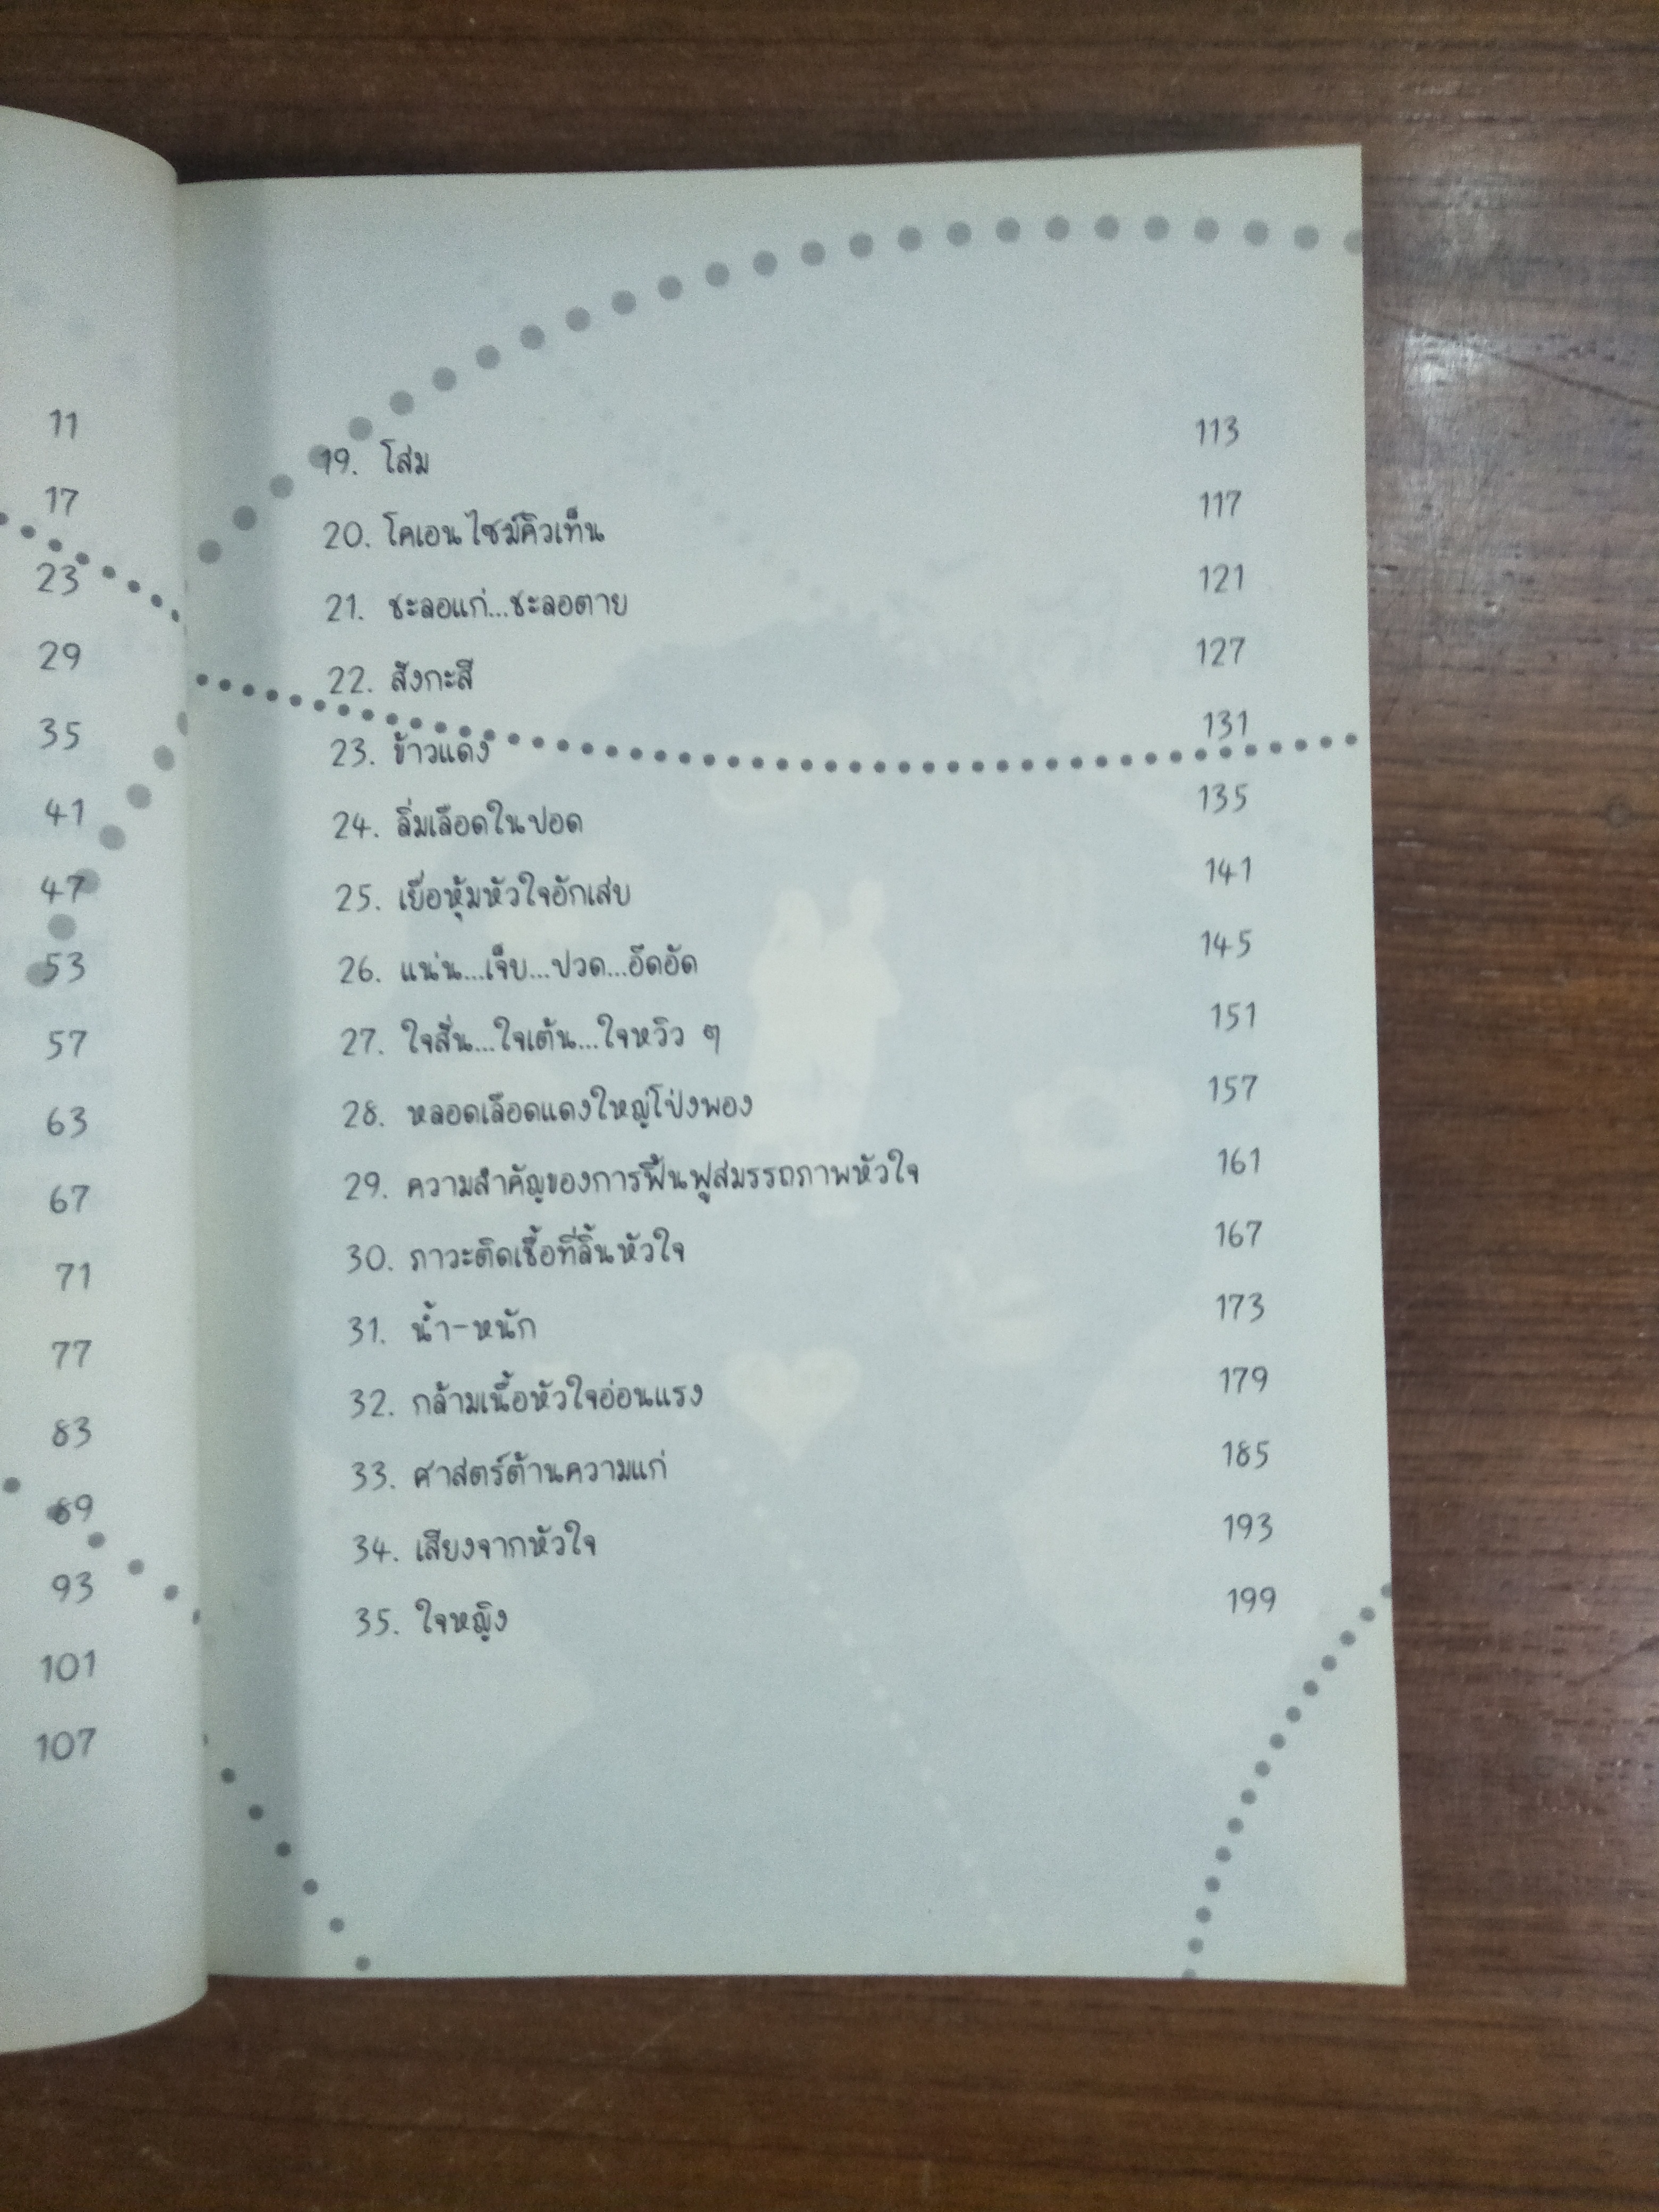 11
17
23
29
35
41
47
53
57
63
67
71
77
83
89
93
101
107
19. โสม 113
20. โคเอนไซม์คิวเท็น 117
21. ชะลอแก่...ชะลอตาย 121
22. สังกะสี 127
23. ข้าวแดง 131
24. ลิ่มเลือดในปอด 135
25. เยื่อหุ้มหัวใจอักเสบ 141
26. แน่น...เจ็บ...ปวด...อึดอัด 145
27. ใจสั่น...ใจเต้น...ใจหวิว ๆ 151
28. หลอดเลือดแดงใหญ่โป่งพอง 157
29. ความสำคัญของการฟื้นฟูสมรรถภาพหัวใจ 161
30. ภาวะติดเชื้อที่ลิ้นหัวใจ 167
31. น้ำ-หนัก 173
32. กล้ามเนื้อหัวใจอ่อนแรง 179
33. ศาสตร์ต้านความแก่ 185
34. เสียงจากหัวใจ 193
35. ใจหญิง 199